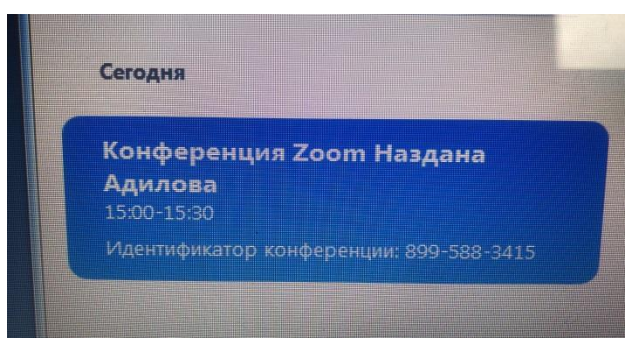 Сегодня
Конференция Zoom Наздана
Адилова
15:00-15:30
Идентификатор конференции: 899-588-3415